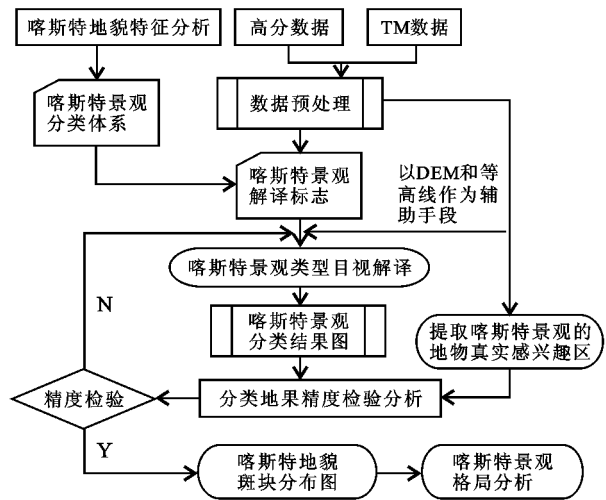 喀斯特地貌特征分析
高分数据
TM数据
喀斯特景观
分类体系
数据预处理
喀斯特景观
解译标志
以DEM和等
高线作为辅
助手段
喀斯特景观类型目视解译
N
喀斯特景观
分类结果图
提取喀斯特景观的
地物真实感兴趣区
精度检验
分类地果精度检验分析
Y
喀斯特地貌
斑块分布图
喀斯特景观
格局分析